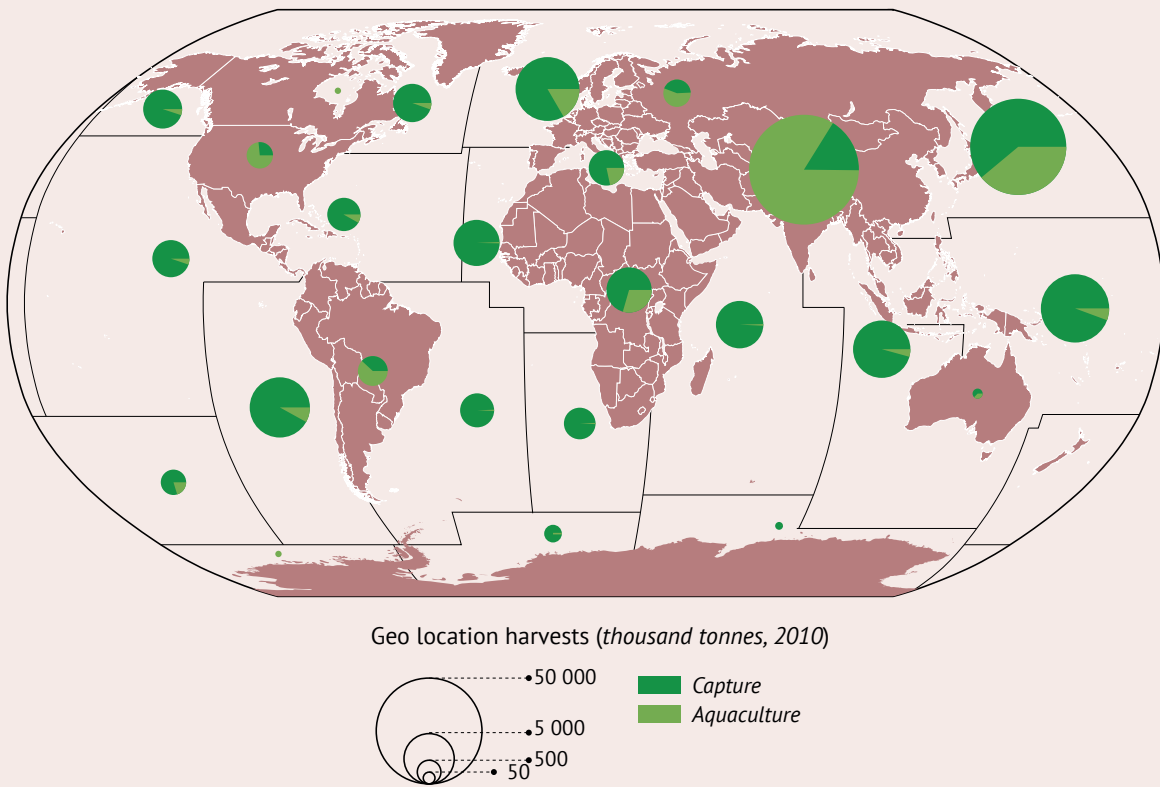 Geo location harvests (thousand tonnes, 2010)
50 000
5 000
500
50
Capture
Aquaculture